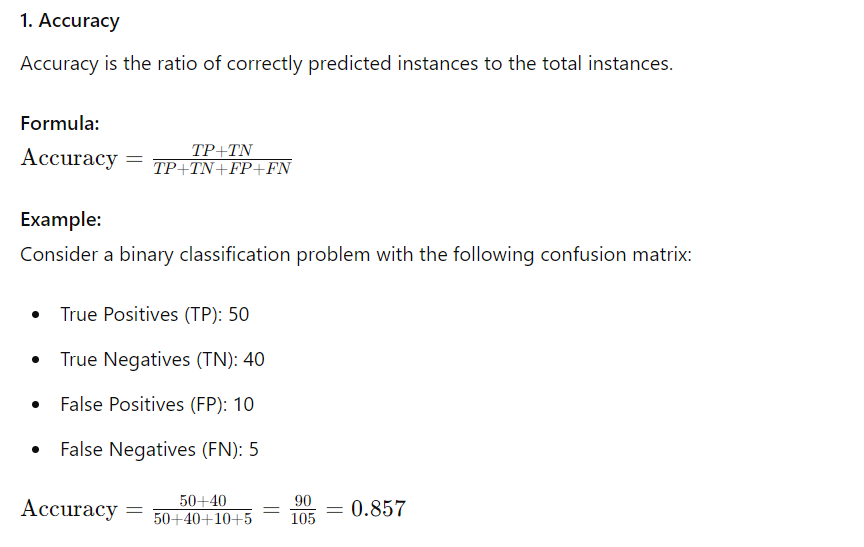 1. Accuracy
Accuracy is the ratio of correctly predicted instances to the total instances.
Formula:
Accuracy = \frac{TP+TN}{TP+TN+FP+FN}
Example:
Consider a binary classification problem with the following confusion matrix:
• True Positives (TP): 50
• True Negatives (TN): 40
• False Positives (FP): 10
• False Negatives (FN): 5
Accuracy = \frac{50+40}{50+40+10+5} = \frac{90}{105} = 0.857